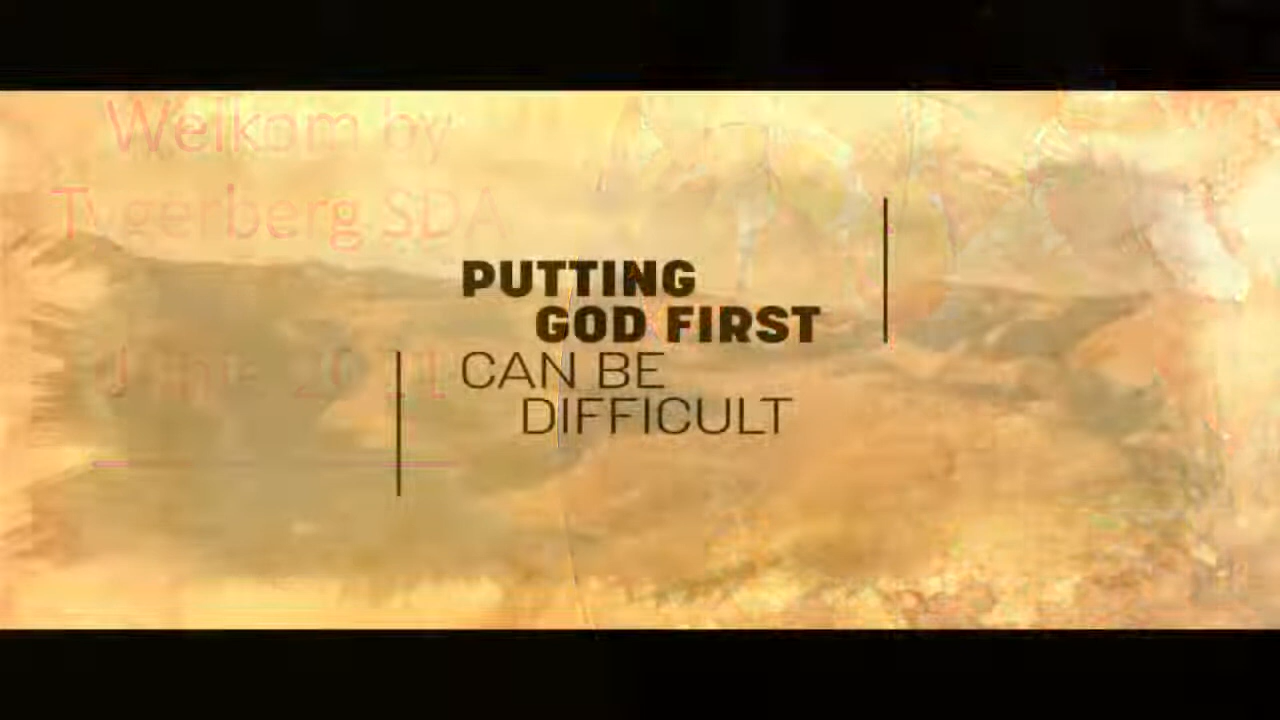 Welkom by
Tygerberg SDA
PUTTING
GOD FIRST
CAN BE
DIFFICULT